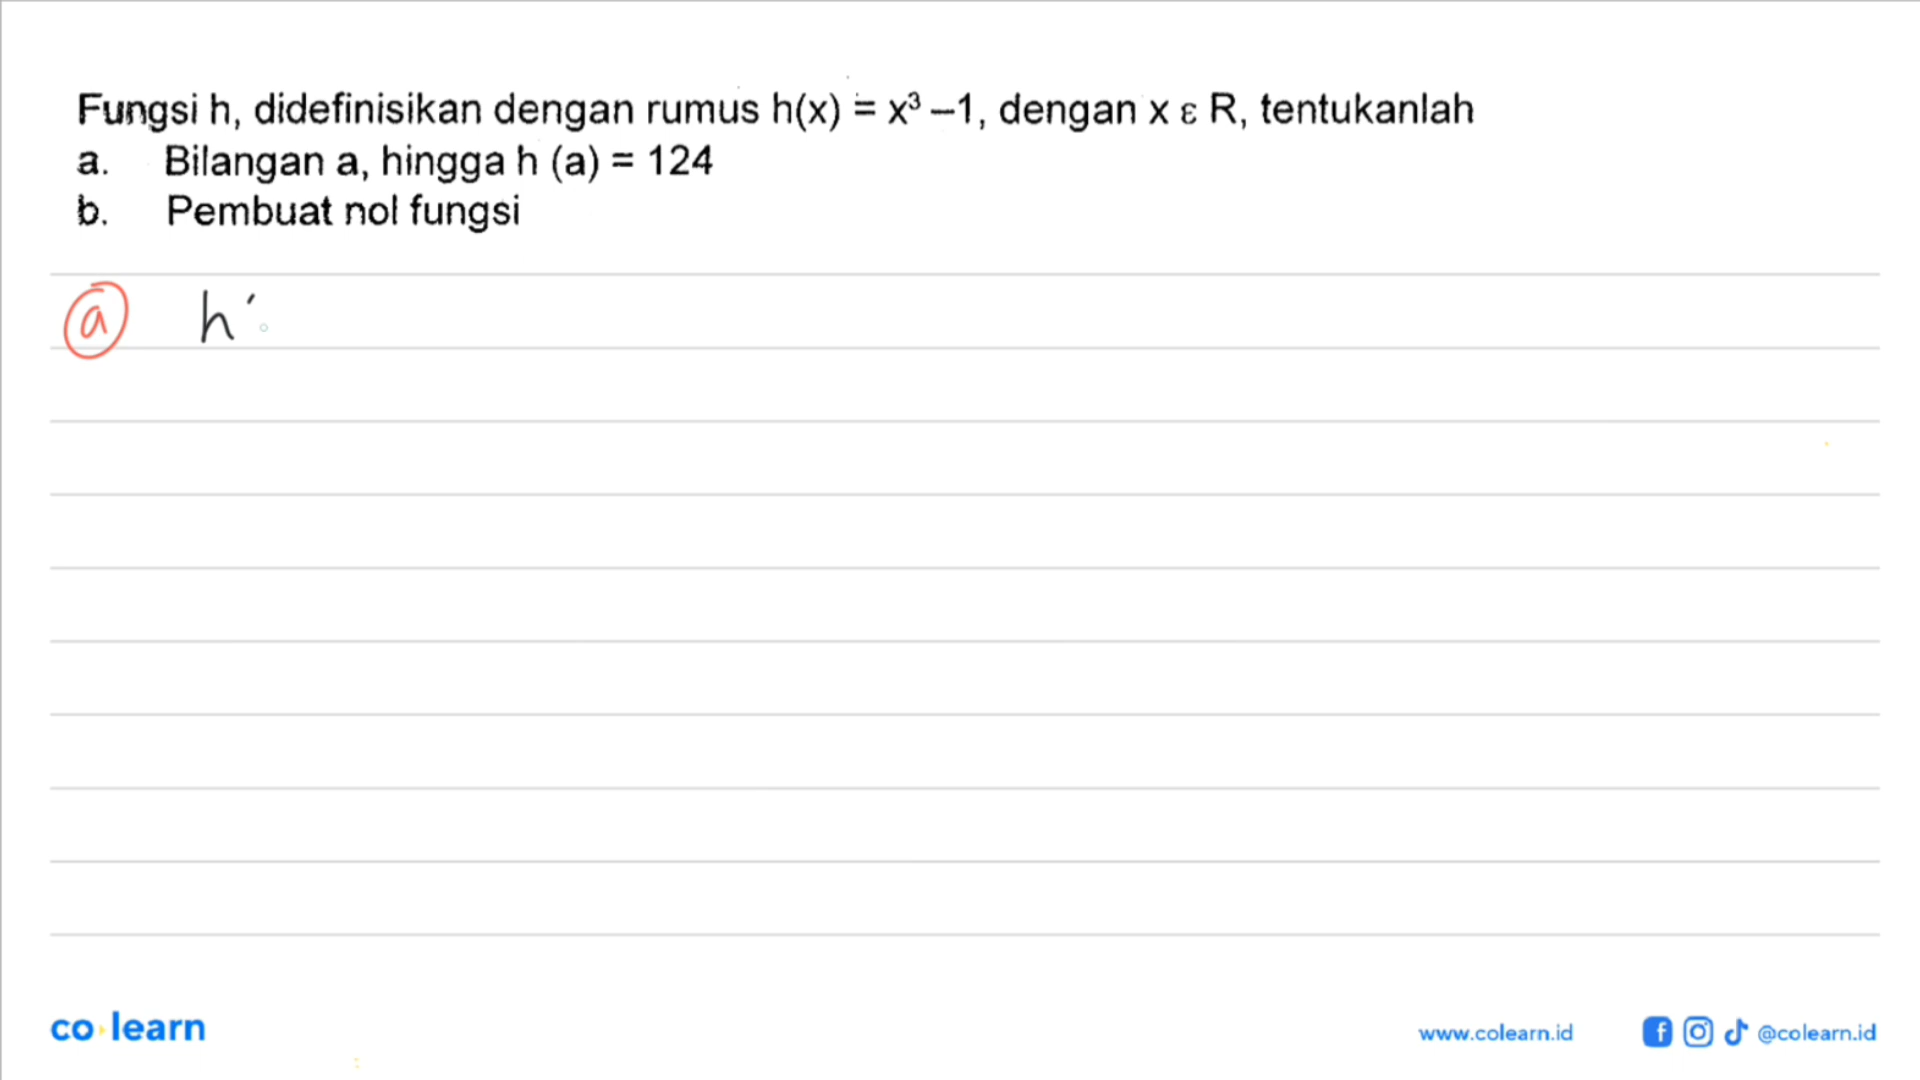 Fungsi h, didefinisikan dengan rumus h(x) = x³ –1, dengan x ε R, tentukanlah
a. Bilangan a, hingga h (a) = 124
b. Pembuat nol fungsi
a h
co learn
www.colearn.id @colearn.id